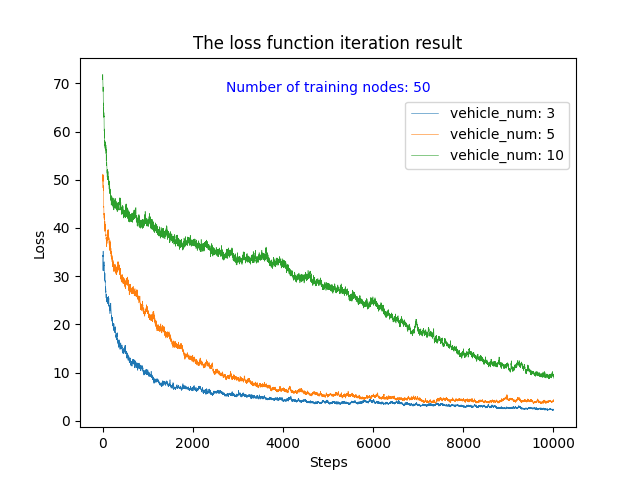 The loss function iteration result
Number of training nodes: 50
vehicle_num: 3
vehicle_num: 5
vehicle_num: 10
Loss
70
60
50
40
30
20
10
0
0 2000 4000 6000 8000 10000
Steps